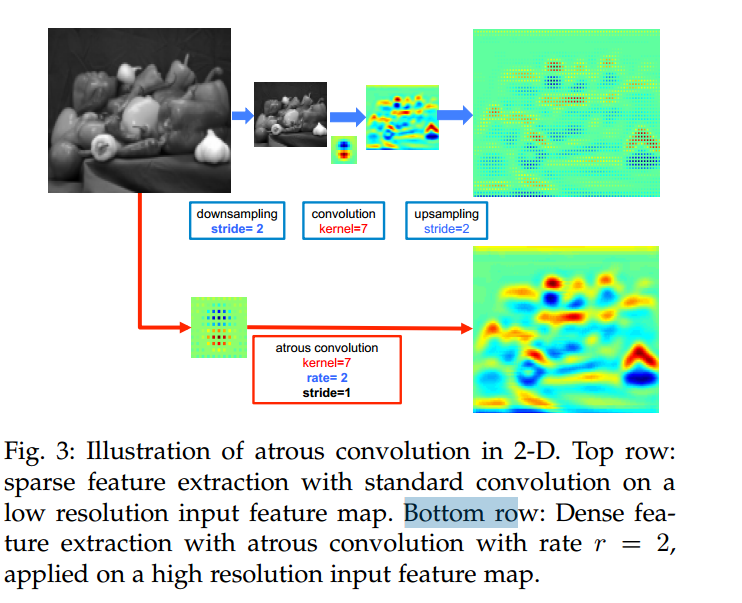 downsampling
stride= 2
convolution
kernel=7
upsampling
stride=2
atrous convolution
kernel=7
rate= 2
stride=1
Fig. 3: Illustration of atrous convolution in 2-D. Top row:
sparse feature extraction with standard convolution on a
low resolution input feature map. Bottom row: Dense fea-
ture extraction with atrous convolution with rate r = 2,
applied on a high resolution input feature map.